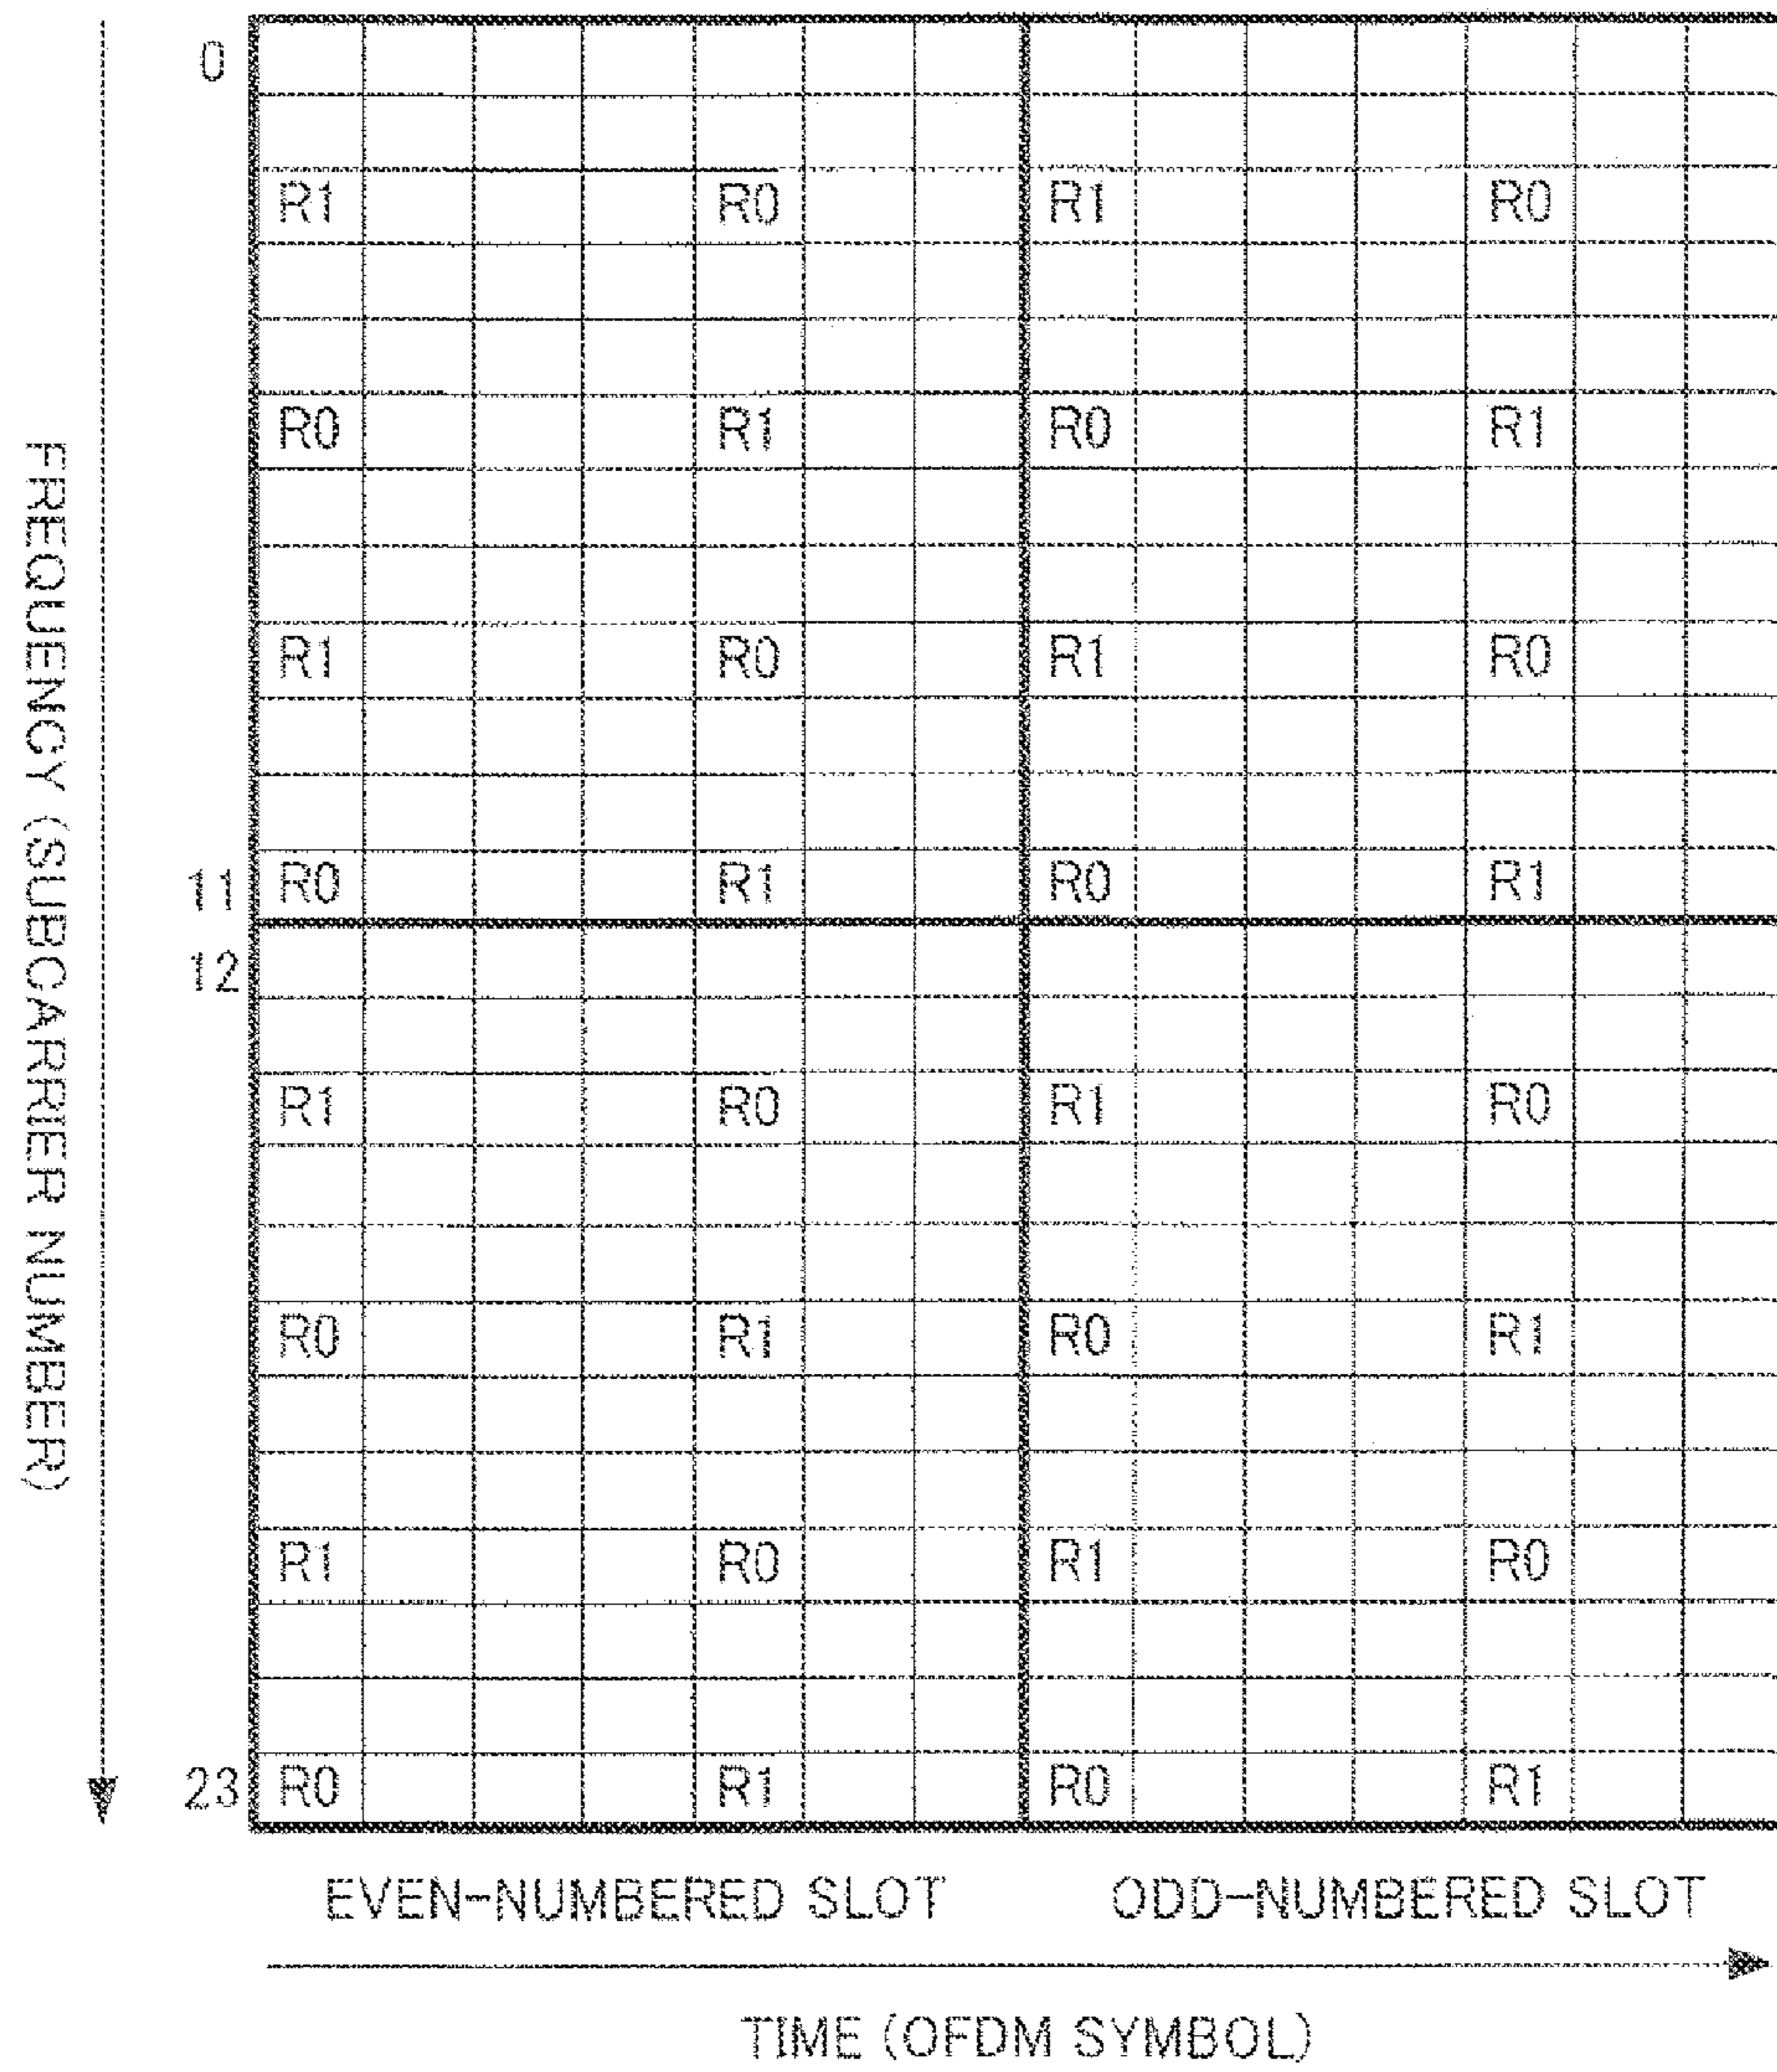 0
R1 R0 R1 R0
R0 R1 R0 R1
R1 R0 R1 R0
11 R0 R1 R0 R1
12
R1 R0 R1 R0
R0 R1 R0 R1
R1 R0 R1 R0
23 R0 R1 R0 R1
FREQUENCY (SUBCARRIER NUMBER)
EVEN-NUMBERED SLOT ODD-NUMBERED SLOT
TIME (OFDM SYMBOL)